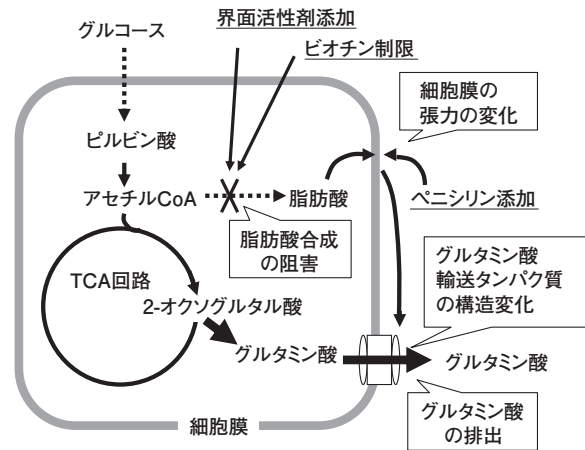 界面活性剤添加
グルコース
ビオチン制限
細胞膜の
張力の変化
ピルビン酸
アセチルCoA
脂肪酸
ペニシリン添加
脂肪酸合成
の阻害
グルタミン酸
輸送タンパク質
の構造変化
TCA回路
2-オクソグルタル酸
グルタミン酸
グルタミン酸
グルタミン酸
の排出
細胞膜